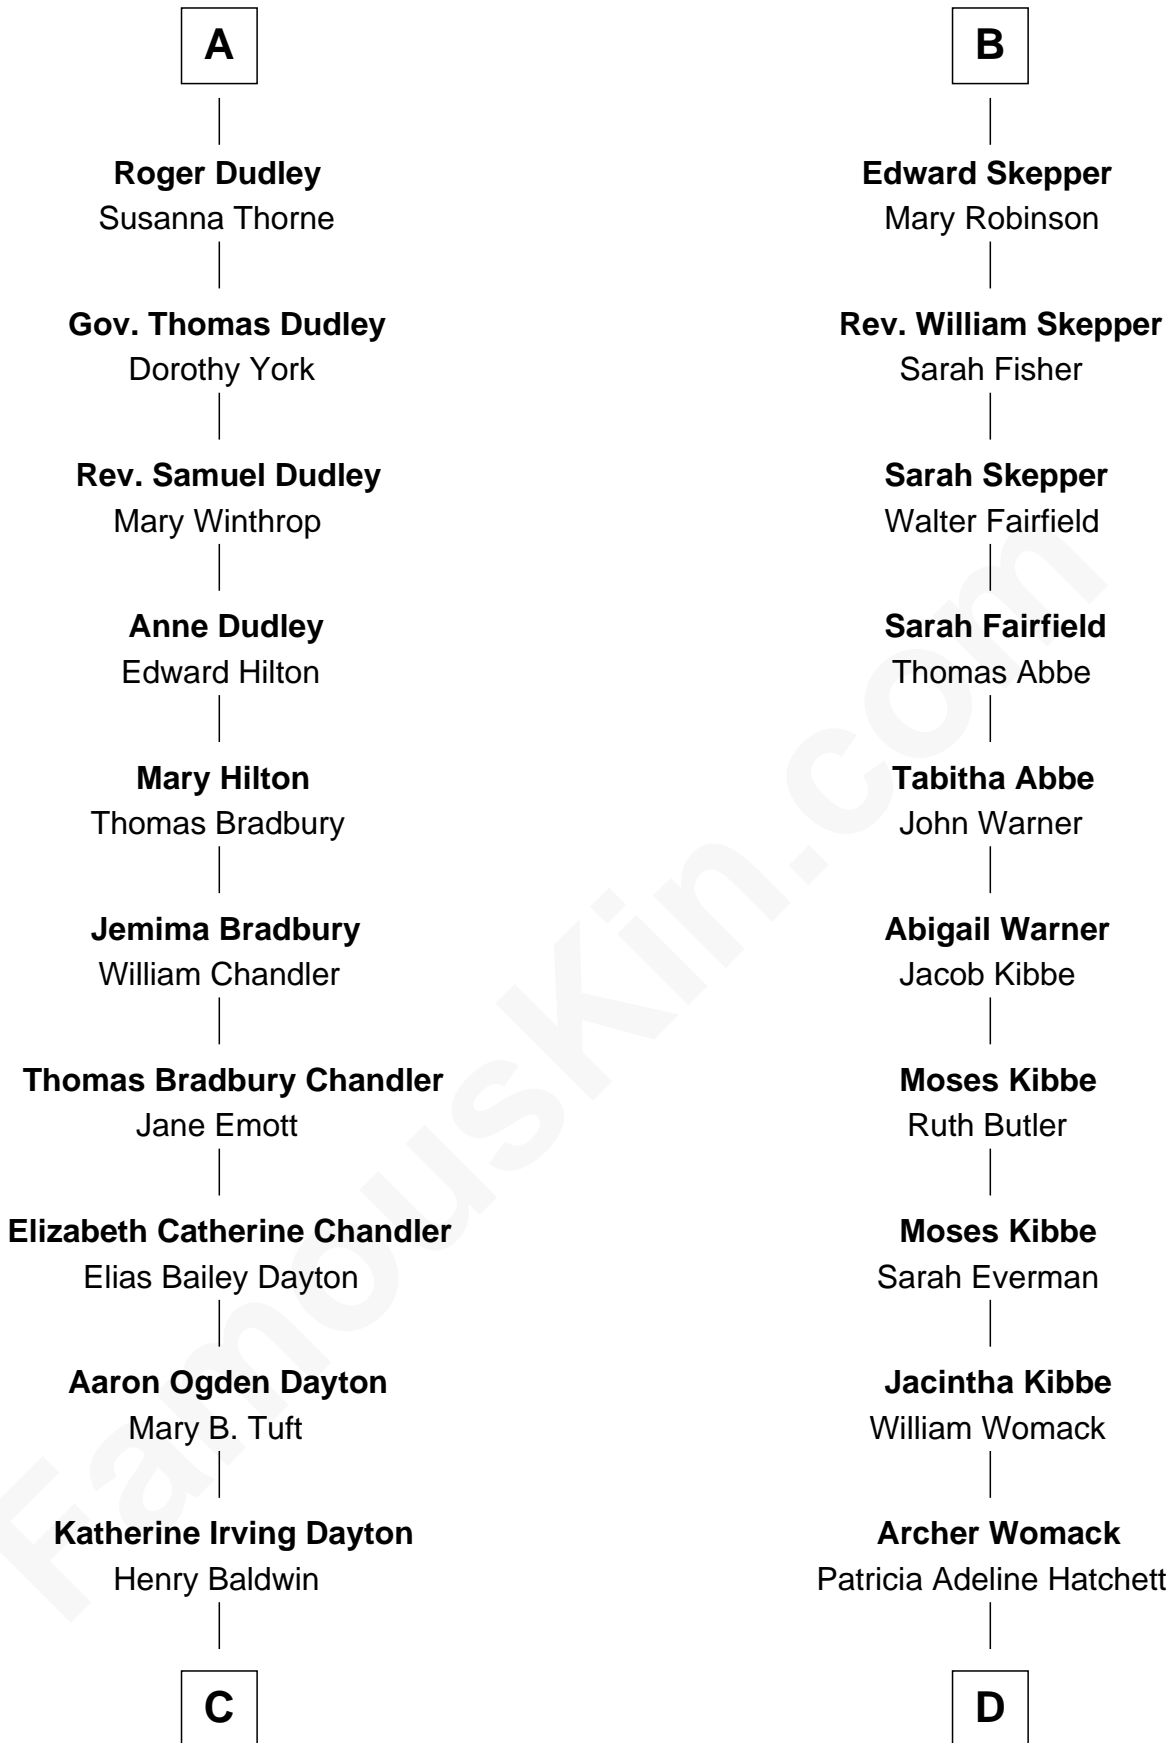 A
Roger Dudley
Susanna Thorne
Gov. Thomas Dudley
Dorothy York
Rev. Samuel Dudley
Mary Winthrop
Anne Dudley
Edward Hilton
Mary Hilton
Thomas Bradbury
Jemima Bradbury
William Chandler
Thomas Bradbury Chandler
Jane Emott
Elizabeth Catherine Chandler
Elias Bailey Dayton
Aaron Ogden Dayton
Mary B. Tuft
Katherine Irving Dayton
Henry Baldwin
C
B
Edward Skepper
Mary Robinson
Rev. William Skepper
Sarah Fisher
Sarah Skepper
Walter Fairfield
Sarah Fairfield
Thomas Abbe
Tabitha Abbe
John Warner
Abigail Warner
Jacob Kibbe
Moses Kibbe
Ruth Butler
Moses Kibbe
Sarah Everman
Jacintha Kibbe
William Womack
Archer Womack
Patricia Adeline Hatchett
D
FamousKin.com